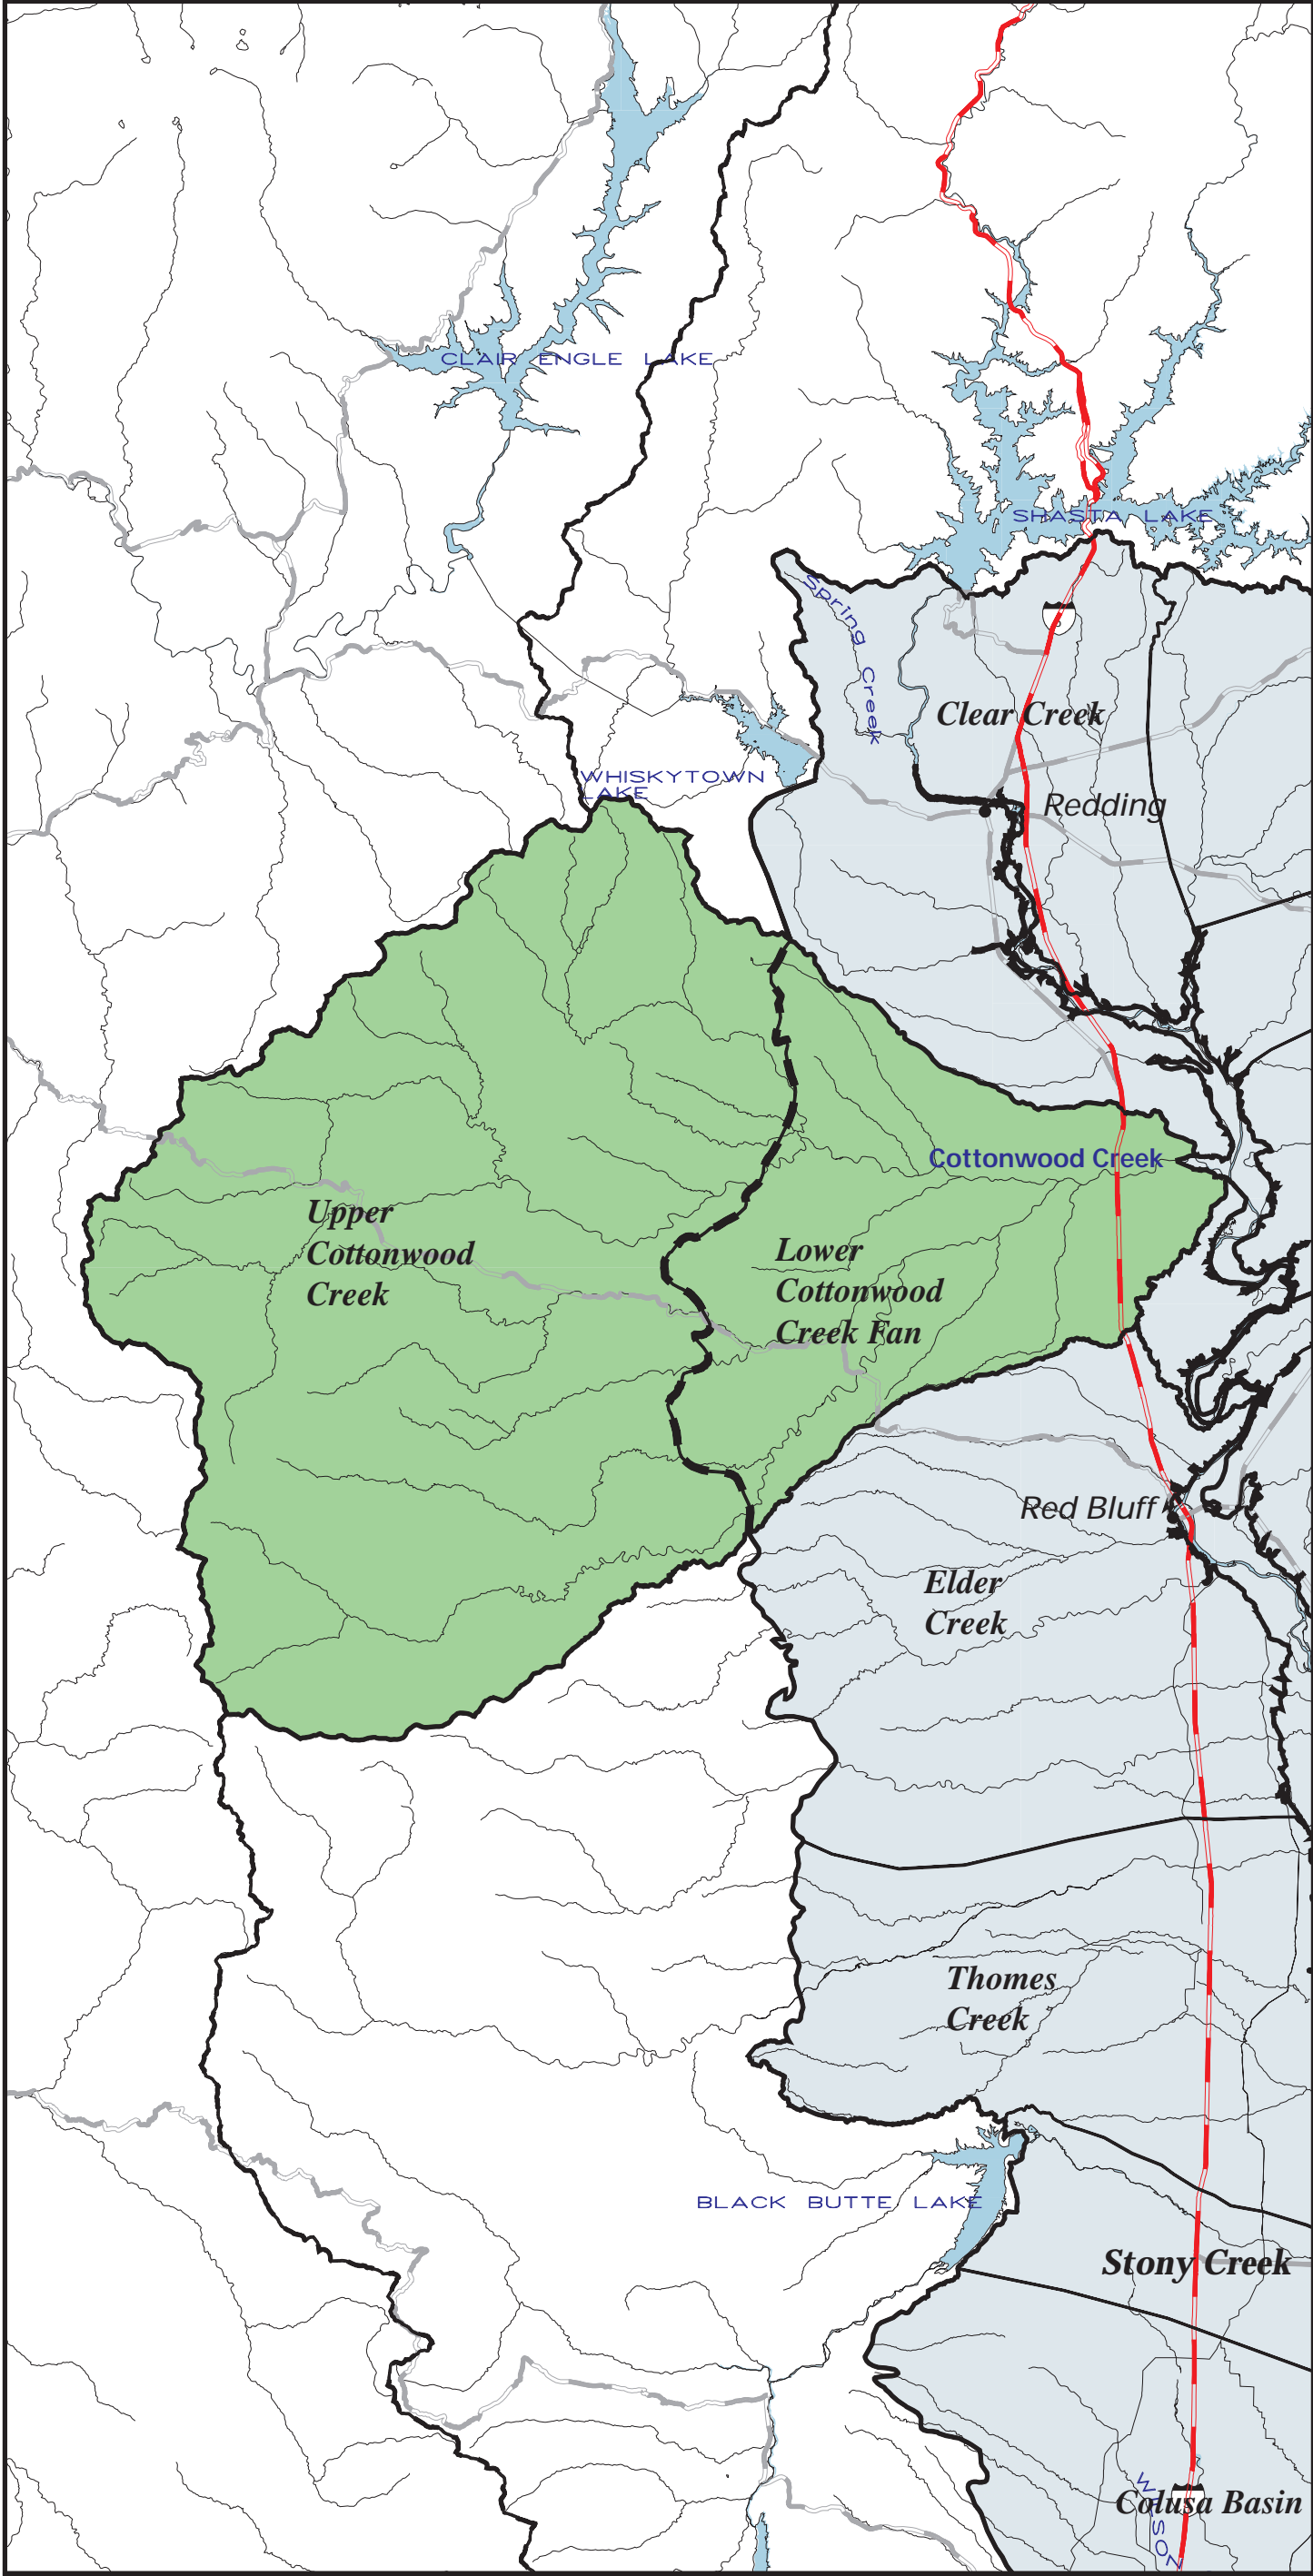 CLAIR ENGLE LAKE
SHASTA LAKE
Spring Creek
Clear Creek
WHISKYTOWN
LAKE
Redding
Cottonwood Creek
Upper
Cottonwood
Creek
Lower
Cottonwood
Creek Fan
Red Bluff
Elder
Creek
Thomes
Creek
BLACK BUTTE LAKE
Stony Creek
Colusa Basin